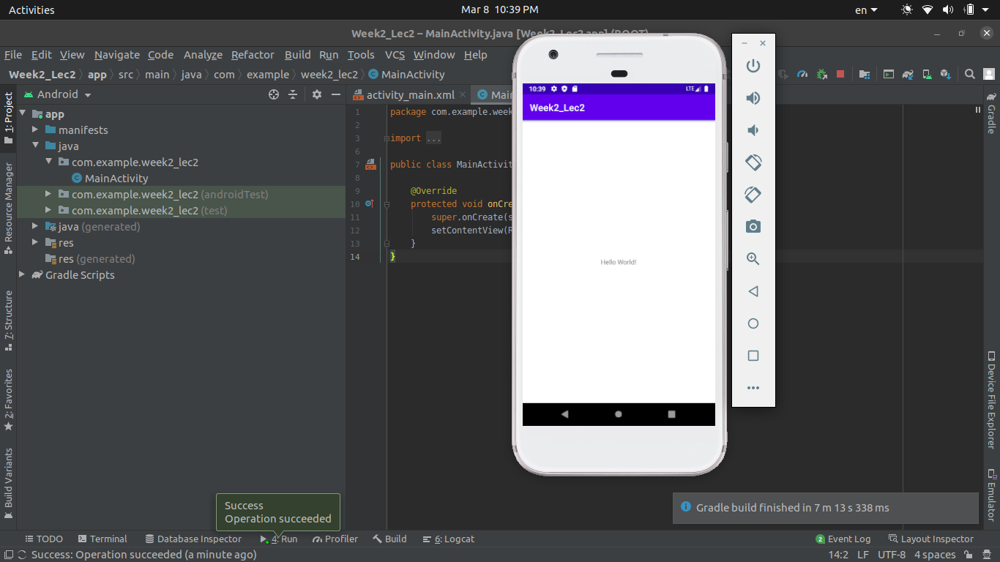 Activities
Mar 8 10:39 PM
en
Week2_Lec2 – MainActivity.java [Week2_Lec2.app] (ROOT)
File Edit View Navigate Code Analyze Refactor Build Run Tools VCS Window Help
Week2_Lec2 app src main java com example week2_lec2 MainActivity
Android
activity_main.xml
1: Project
Resource Manager
7: Structure
2: Favorites
Build Variants
app
manifests
java
com.example.week2_lec2
MainActivity
com.example.week2_lec2 (androidTest)
com.example.week2_lec2 (test)
java (generated)
res
res (generated)
Gradle Scripts
1 package com.example.week
2
3 import ...
6
7 public class MainActivit
8
9 @Override
10 protected void onCre
11 super.onCreate(s
12 setContentView(R
13 }
14 }
10:39
LTE
Week2_Lec2
Hello World!
Gradle
Device File Explorer
Emulator
Success
Operation succeeded
Gradle build finished in 7 m 13 s 338 ms
TODO Terminal Database Inspector 4: Run Profiler Build 6: Logcat 2 Event Log Layout Inspector
Success: Operation succeeded (a minute ago)
14:2 LF UTF-8 4 spaces